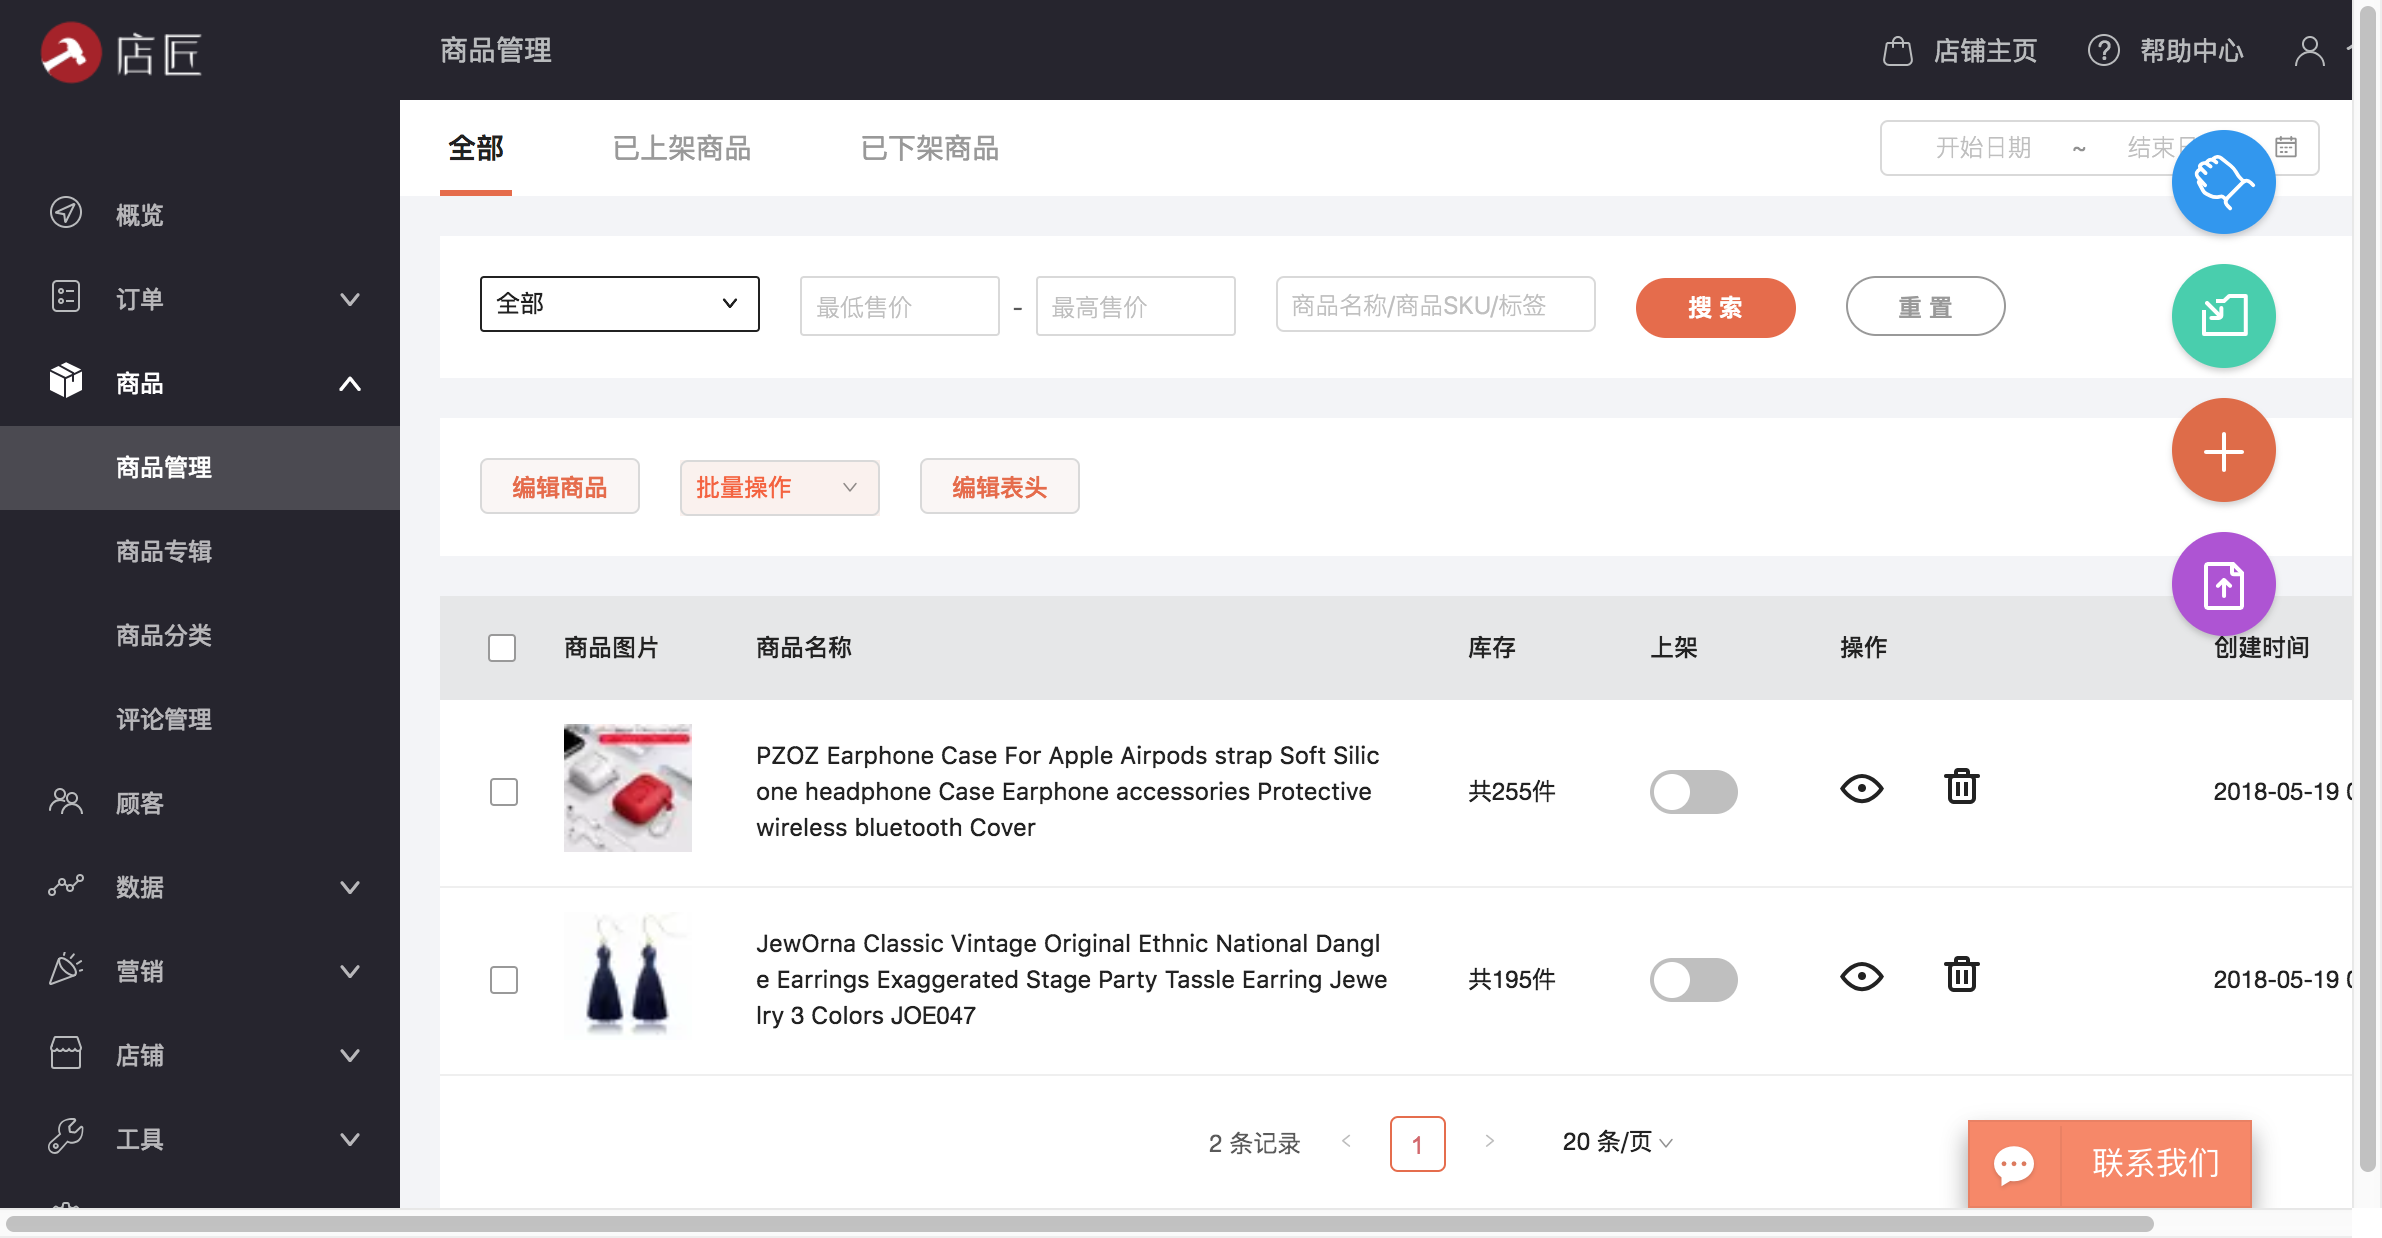 店匠
商品管理
店铺主页
帮助中心
概览
订单
商品
商品管理
商品专辑
商品分类
评论管理
顾客
数据
营销
店铺
工具
全部
已上架商品
已下架商品
开始日期 ~ 结束
全部
最低售价 - 最高售价
商品名称/商品SKU/标签
搜 索
重 置
编辑商品
批量操作
编辑表头
商品图片 商品名称 库存 上架 操作 创建时间
PZOZ Earphone Case For Apple Airpods strap Soft Silic
one headphone Case Earphone accessories Protective
wireless bluetooth Cover
共255件
2018-05-19
JewOrna Classic Vintage Original Ethnic National Dangl
e Earrings Exaggerated Stage Party Tassle Earring Jewe
lry 3 Colors JOE047
共195件
2018-05-19
2 条记录 < 1 > 20 条/页
联系我们